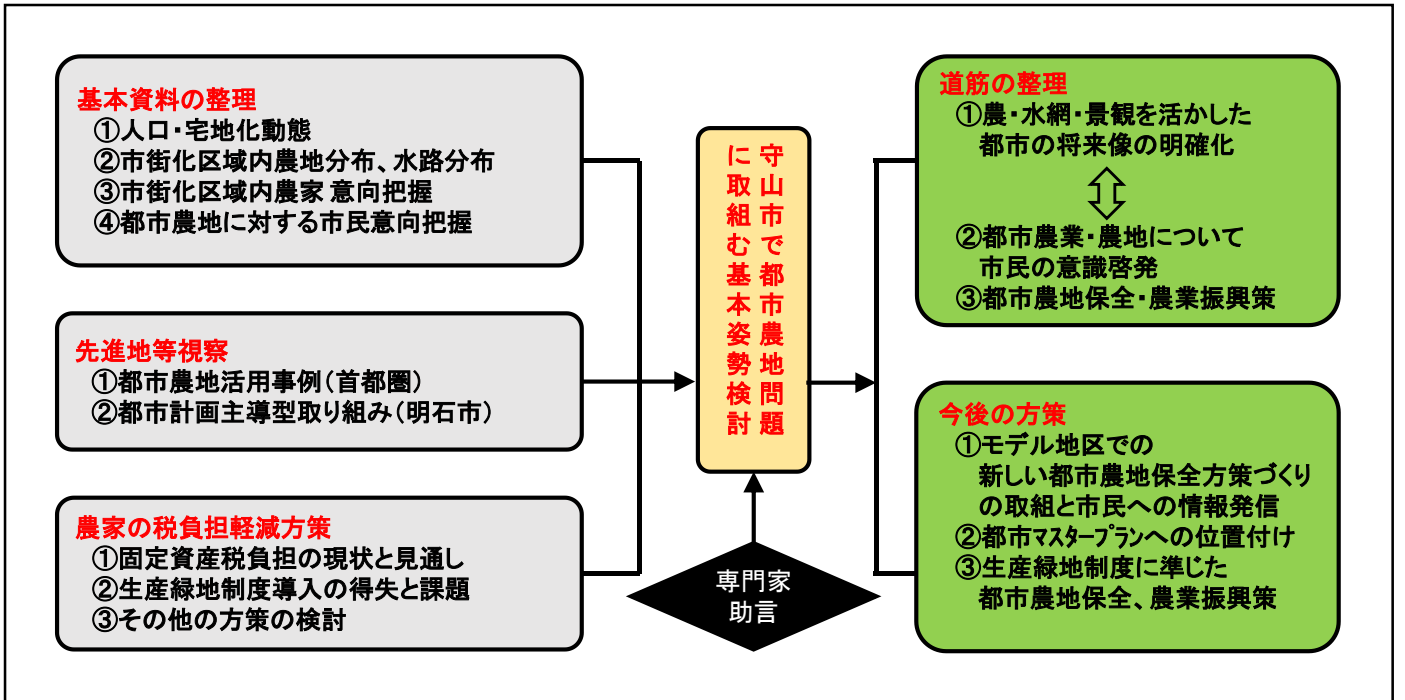 基本資料の整理
①人口・宅地化動態
②市街化区域内農地分布、水路分布
③市街化区域内農家 意向把握
④都市農地に対する市民意向把握
先進地等視察
①都市農地活用事例（首都圏）
②都市計画主導型取り組み（明石市）
農家の税負担軽減方策
①固定資産税負担の現状と見通し
②生産緑地制度導入の得失と課題
③その他の方策の検討
守山市で都市農地問題
に取組む基本姿勢検討
専門家
助言
道筋の整理
①農・水網・景観を活かした
都市の将来像の明確化
②都市農業・農地について
市民の意識啓発
③都市農地保全・農業振興策
今後の方策
①モデル地区での
新しい都市農地保全方策づくり
の取組と市民への情報発信
②都市マスタープランへの位置付け
③生産緑地制度に準じた
都市農地保全、農業振興策